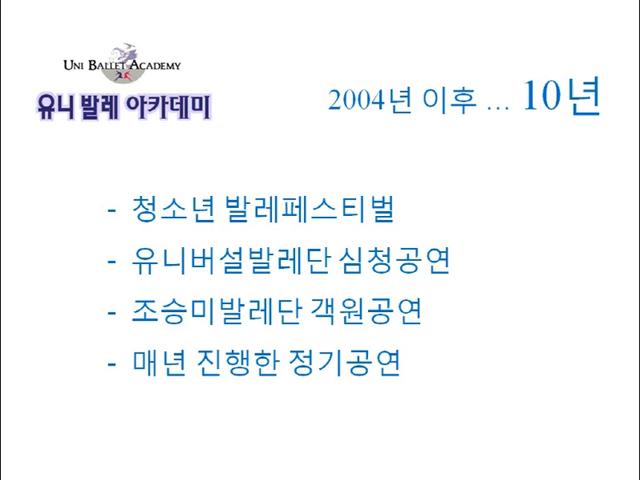 UNI BALLET ACADEMY
유니 발레 아카데미
2004년 이후 ... 10년
- 청소년 발레페스티벌
- 유니버설발레단 심청공연
- 조승미발레단 객원공연
- 매년 진행한 정기공연